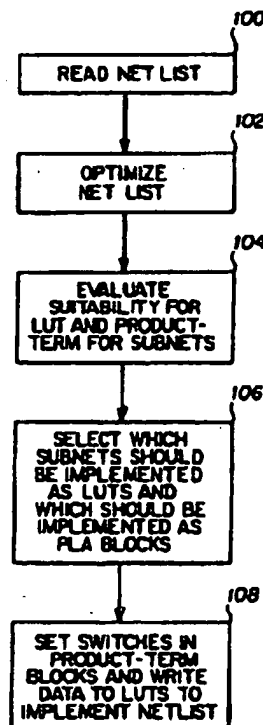 100
READ NET LIST
102
OPTIMIZE
NET LIST
104
EVALUATE
SUITABILITY FOR
LUT AND PRODUCT-
TERM FOR SUBNETS
106
SELECT WHICH
SUBNETS SHOULD
BE IMPLEMENTED
AS LUTS AND
WHICH SHOULD BE
IMPLEMENTED AS
PLA BLOCKS
108
SET SWITCHES IN
PRODUCT-TERM
BLOCKS AND WRITE
DATA TO LUTS TO
IMPLEMENT NETLIST